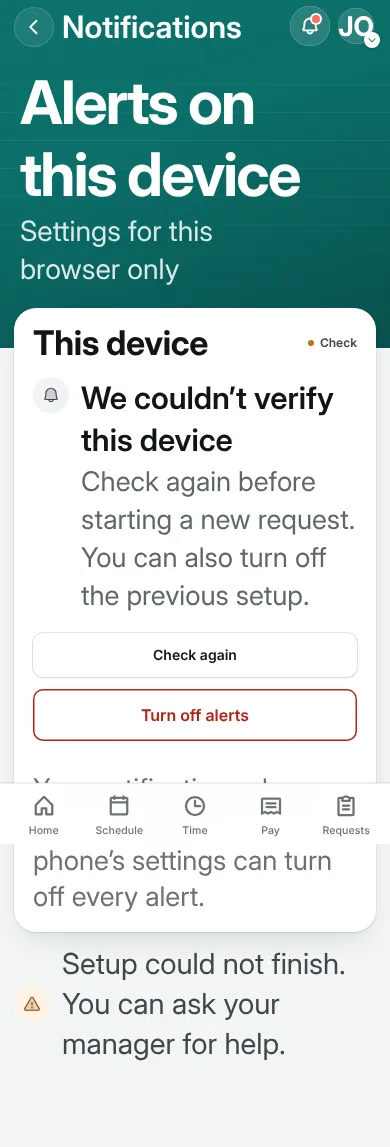 Notifications
JO
Alerts on
this device
Settings for this
browser only
This device
Check
We couldn’t verify
this device
Check again before
starting a new request.
You can also turn off
the previous setup.
Check again
Turn off alerts
Home
Schedule
Time
Pay
Requests
phone’s settings can turn
off every alert.
Setup could not finish.
You can ask your
manager for help.